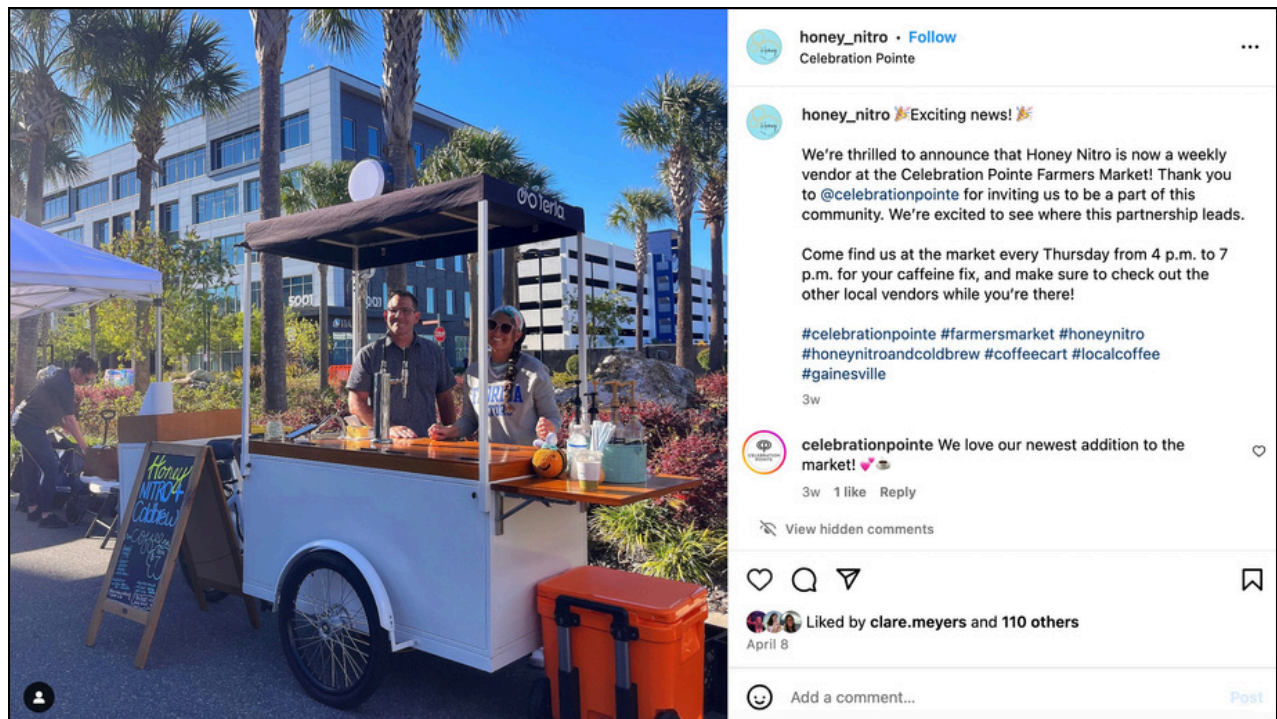 GoTeria
5001
001
Honey
NITRO +
Coldbrew
Coffee
FLORIDA
honey_nitro • Follow
Celebration Pointe
honey_nitro 🎉Exciting news! 🎉
We’re thrilled to announce that Honey Nitro is now a weekly
vendor at the Celebration Pointe Farmers Market! Thank you
to @celebrationpointe for inviting us to be a part of this
community. We’re excited to see where this partnership leads.
Come find us at the market every Thursday from 4 p.m. to 7
p.m. for your caffeine fix, and make sure to check out the
other local vendors while you’re there!
#celebrationpointe #farmersmarket #honeynitro
#honeynitroandcoldbrew #coffeecart #localcoffee
#gainesville
3w
celebrationpointe We love our newest addition to the
market! 💕☕
3w 1 like Reply
View hidden comments
Liked by clare.meyers and 110 others
April 8
Add a comment...
Post